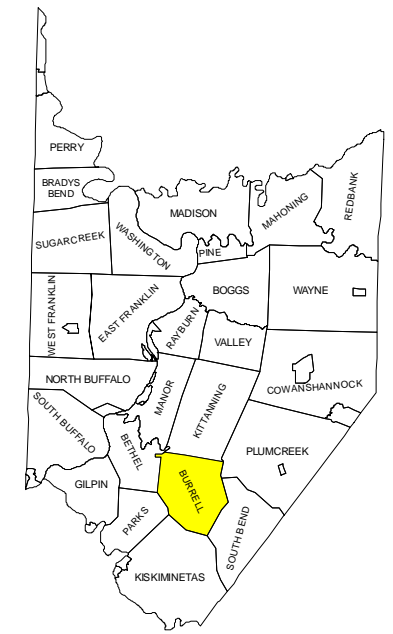 PERRY
BRADYS
BEND
MADISON
MAHONING
REDBANK
SUGARCREEK
WASHINGTON
PINE
WEST FRANKLIN
EAST FRANKLIN
RAYBURN
BOGGS
WAYNE
VALLEY
NORTH BUFFALO
MANOR
KITTANNING
COWANSHANNOCK
SOUTH BUFFALO
BETHEL
PLUMCREEK
GILPIN
BURRELL
PARKS
SOUTH BEND
KISKIMINETAS